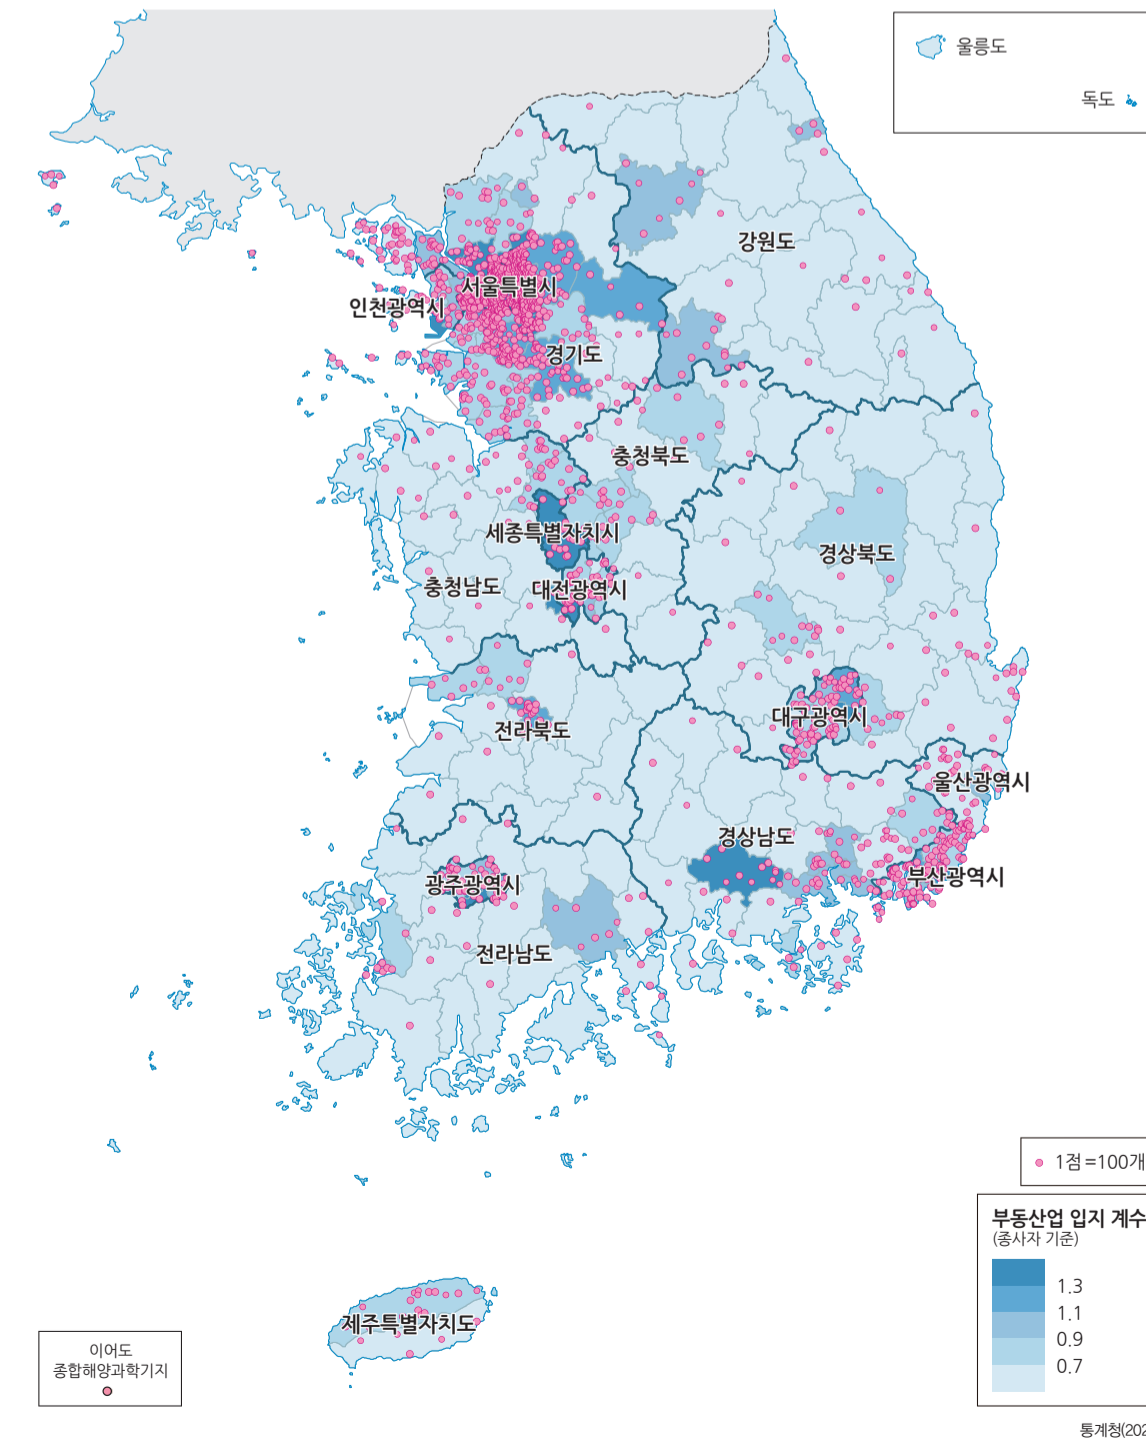 울릉도
독도
강원도
서울특별시
인천광역시
경기도
충청북도
세종특별자치시
경상북도
충청남도
대전광역시
대구광역시
전라북도
울산광역시
경상남도
부산광역시
광주광역시
전라남도
1점=100개
부동산업 입지 계수
(종사자 기준)
1.3
1.1
0.9
0.7
제주특별자치도
이어도
종합해양과학기지
통계청(202